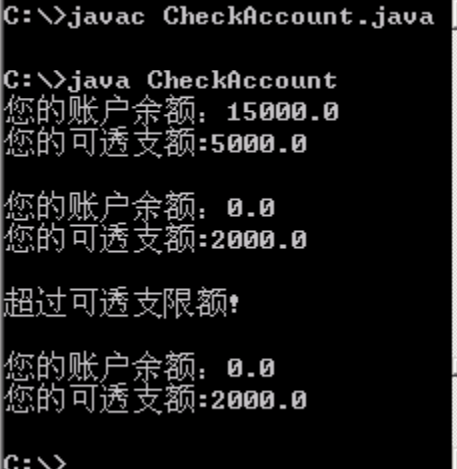 C:\>javac CheckAccount.java
C:\>java CheckAccount
您的账户余额：15000.0
您的可透支额:5000.0
您的账户余额：0.0
您的可透支额:2000.0
超过可透支限额!
您的账户余额：0.0
您的可透支额:2000.0
C:\>